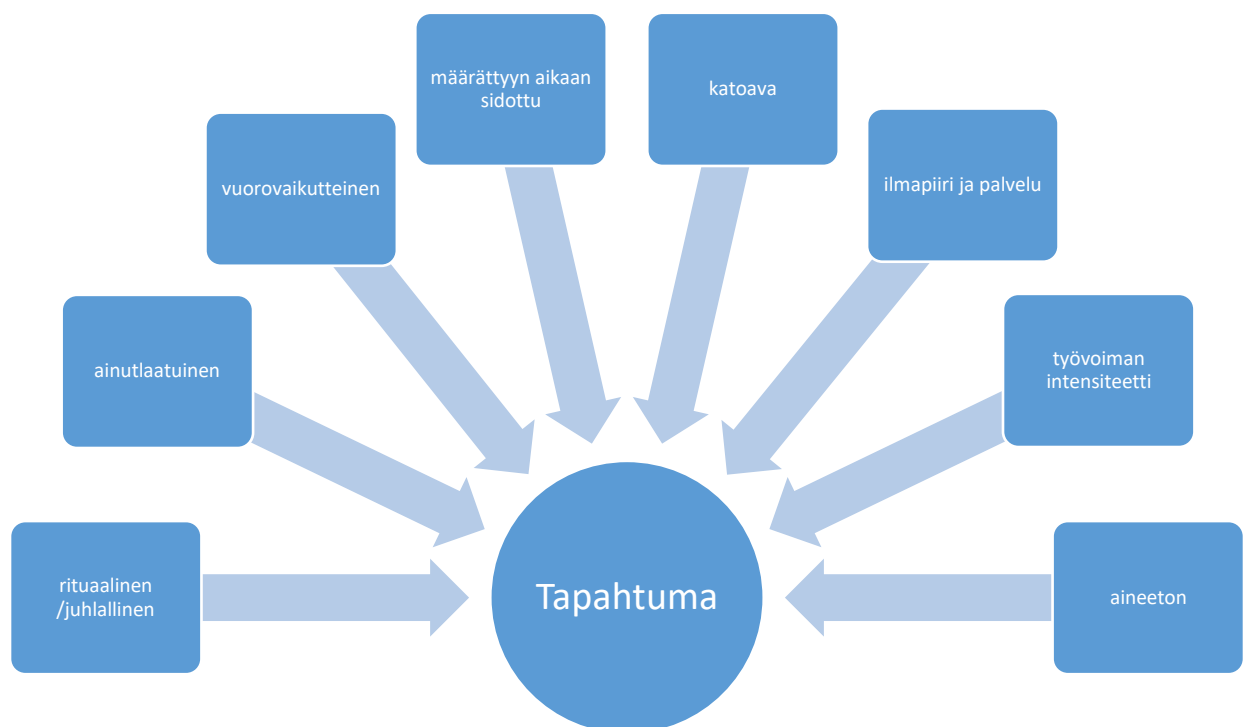 määrättyyn aikaan
sidottu
katoava
vuorovaikutteinen
ilmapiiri ja palvelu
ainutlaatuinen
työvoiman
intensiteetti
rituaalinen
/juhlallinen
Tapahtuma
aineeton